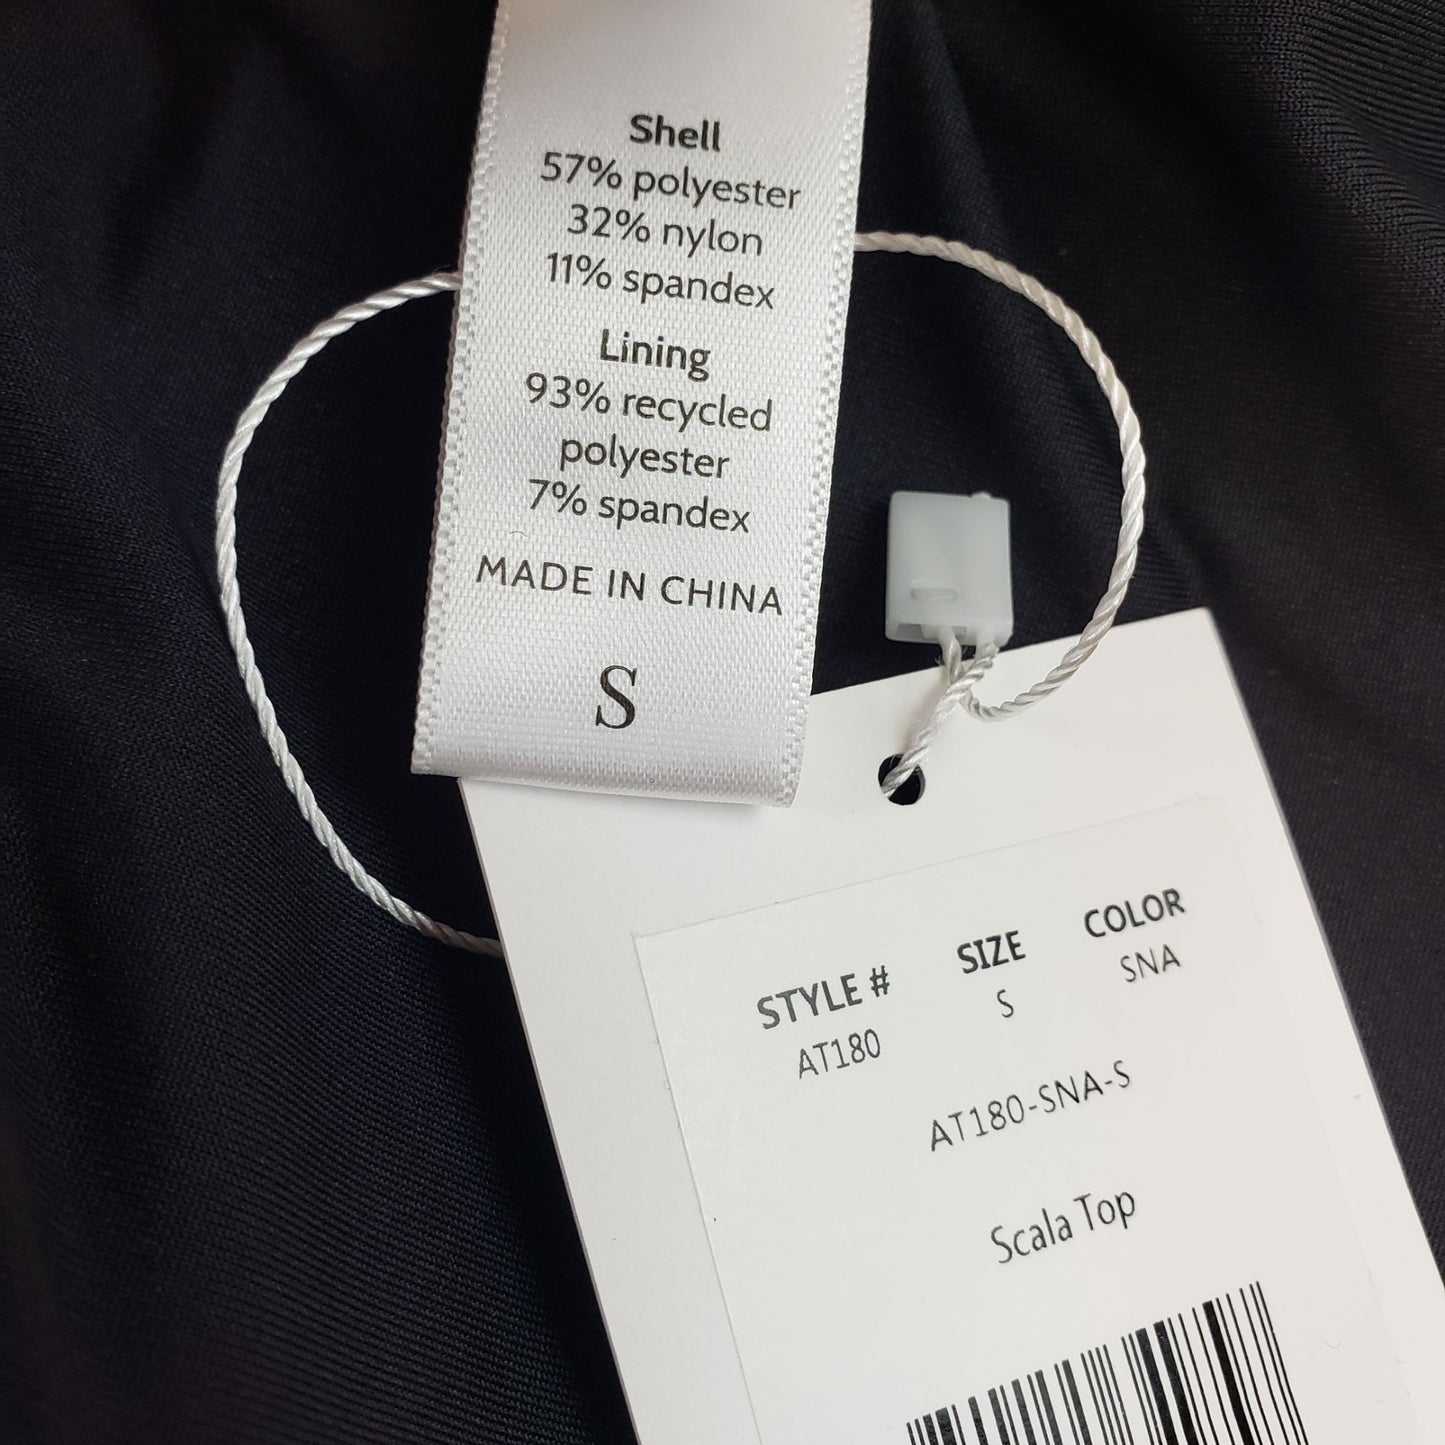 Shell
57% polyester
32% nylon
11% spandex
Lining
93% recycled
polyester
7% spandex
MADE IN CHINA
S
STYLE # SIZE COLOR
AT180 S SNA
AT180-SNA-S
Scala Top